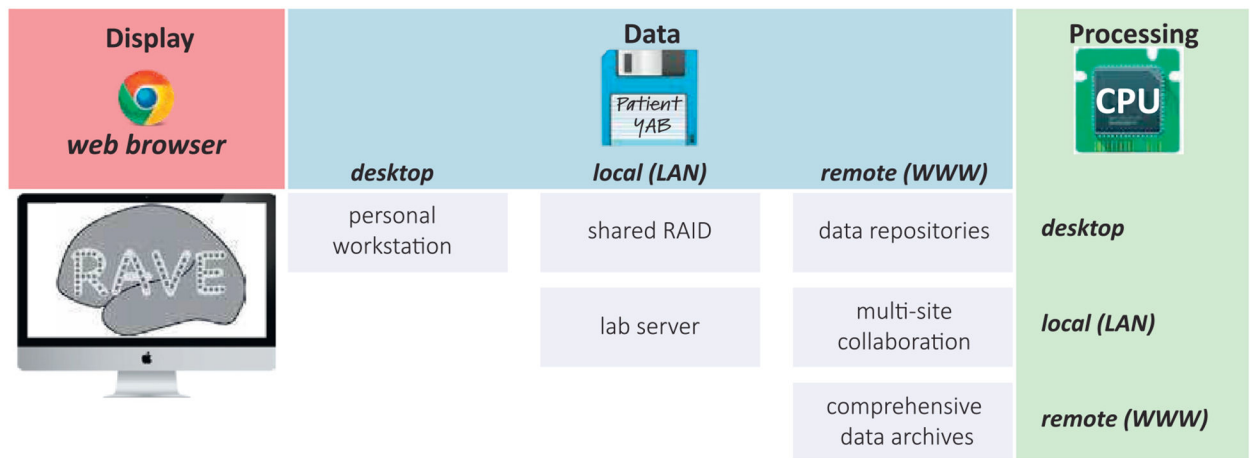 Display
web browser
RAVE
Data
Patient
YAB
desktop
local (LAN)
remote (WWW)
Processing
CPU
personal
workstation
shared RAID
data repositories
desktop
lab server
multi-site
collaboration
local (LAN)
comprehensive
data archives
remote (WWW)